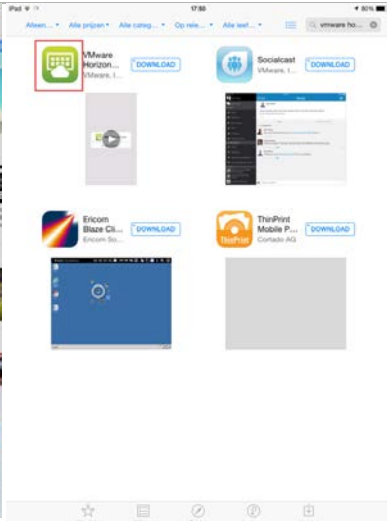 iPad 17:50 80%
Alleen... Alle prijzen Alle categ... Op rele... Alle leef... vmware ho...
VMware
Horizon...
VMware, I...
DOWNLOAD
Socialcast
VMware, I...
DOWNLOAD
Ericom
Blaze Cli...
Ericom So...
DOWNLOAD
ThinPrint
Mobile P...
Cortado AG
DOWNLOAD
ThinPrint